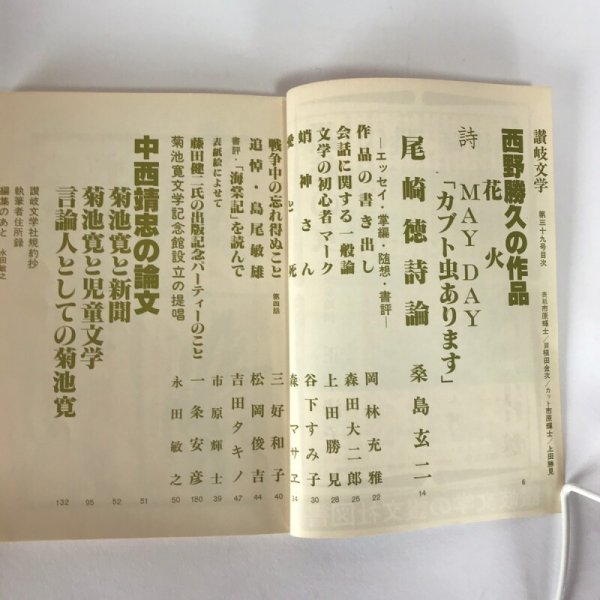 讃岐文学 第三十九号目次
表紙 市原輝士/扉 植田金次/カット 市原輝士/上田勝見
西野勝久の作品
花火 6
詩 MAY DAY
「カブト虫あります」
尾崎徳詩論 桑島玄二 14
―エッセイ・掌編・随想・書評―
岡林充雅 22
作品の書き出し 森田大二郎 25
会話に関する一般論 上田勝見 28
文学の初心者マーク 谷下すみ子 30
蛸神さん 森マサヱ 34
愛と死
戦争中の忘れ得ぬこと 第四話 三好和子 40
追悼・島尾敏雄 松岡俊吉 44
書評・「海棠記」を読んで 吉田タキノ 47
表紙絵によせて 市原輝士 39
藤田健二氏の出版記念パーティーのこと 一条安彦 180
菊池寛文学記念館設立の提唱 永田敏之 50
中西靖忠の論文 51
菊池寛と新聞 52
菊池寛と児童文学 95
言論人としての菊池寛 132
讃岐文学社規約抄
執筆者住所録
編集のあと 永田敏之